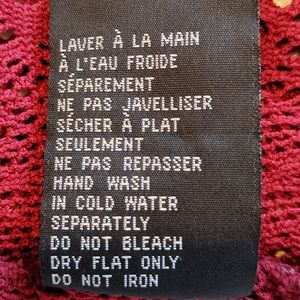 LAVER À LA MAIN
À L'EAU FROIDE
SÉPAREMENT
NE PAS JAVELLISER
SÉCHER À PLAT
SEULEMENT
NE PAS REPASSER
HAND WASH
IN COLD WATER
SEPARATELY
DO NOT BLEACH
DRY FLAT ONLY
DO NOT IRON